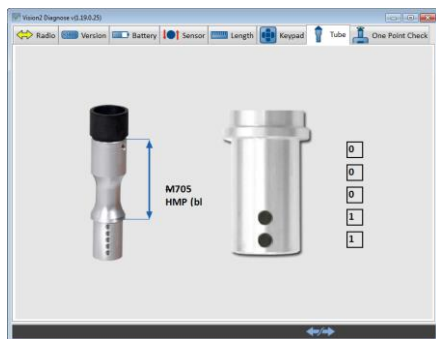 Vision2 Diagnose v(1.19.0.25)
Radio Version Battery Sensor Length Keypad Tube One Point Check
M705
HMP (bl
0
0
0
1
1